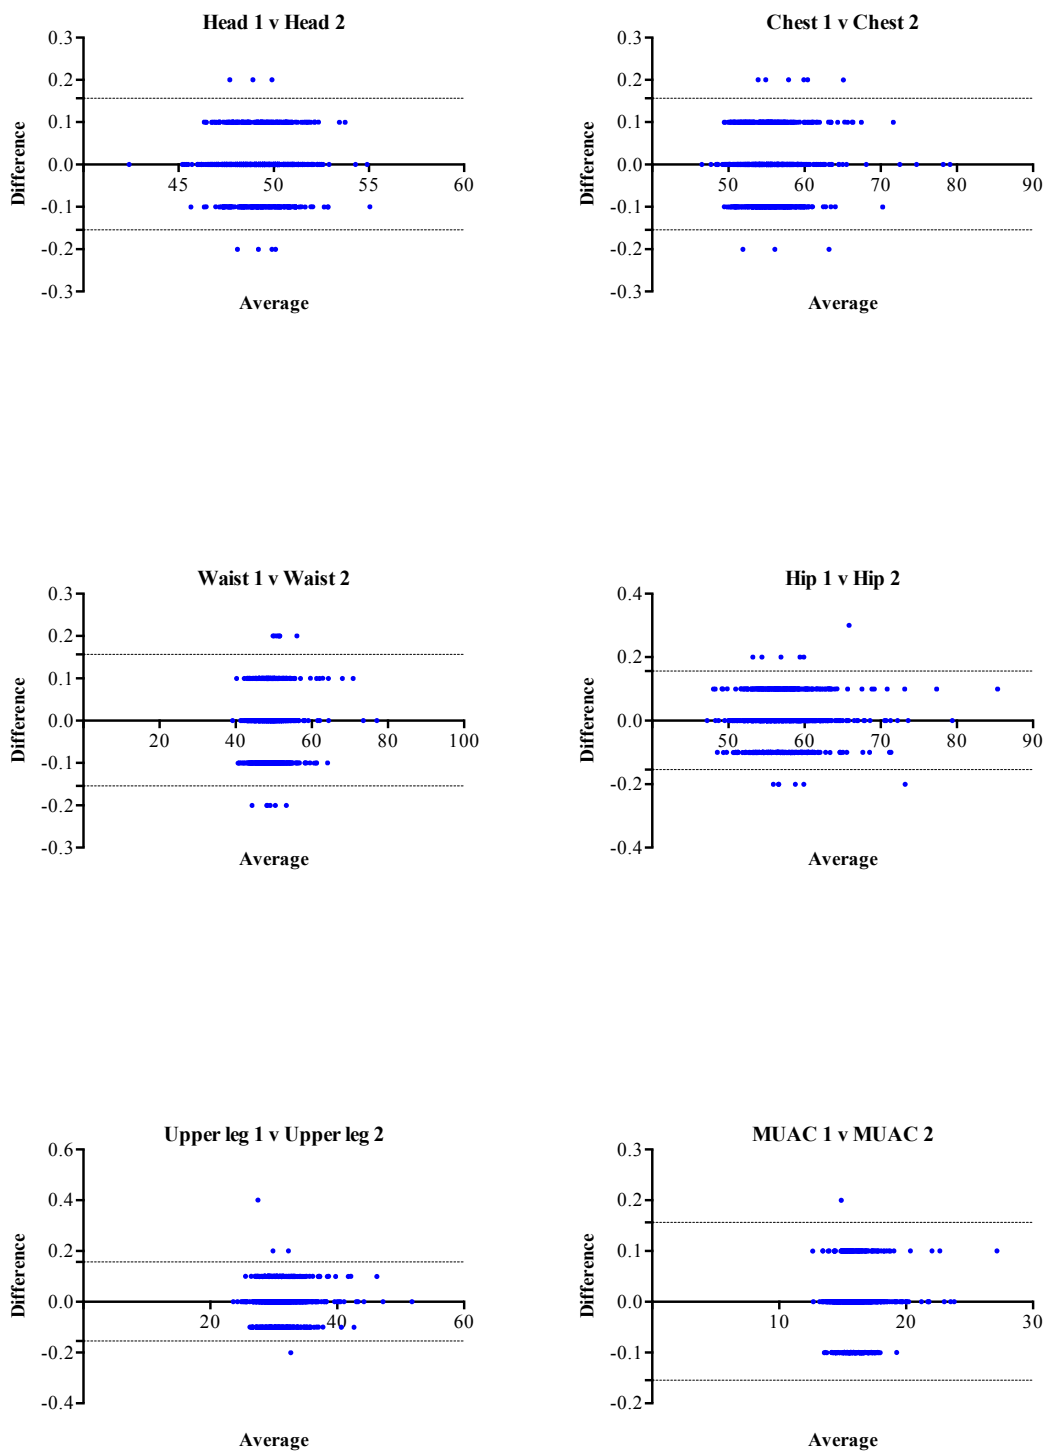 Head 1 v Head 2
0.3
0.2
0.1
0.0
-0.1
-0.2
-0.3
45 50 55 60
Difference
Average
Chest 1 v Chest 2
0.3
0.2
0.1
0.0
-0.1
-0.2
-0.3
50 60 70 80 90
Difference
Average
Waist 1 v Waist 2
0.3
0.2
0.1
0.0
-0.1
-0.2
-0.3
20 40 60 80 100
Difference
Average
Hip 1 v Hip 2
0.4
0.2
0.0
-0.2
-0.4
50 60 70 80 90
Difference
Average
Upper leg 1 v Upper leg 2
0.6
0.4
0.2
0.0
-0.2
-0.4
20 40 60
Difference
Average
MUAC 1 v MUAC 2
0.3
0.2
0.1
0.0
-0.1
-0.2
10 20 30
Difference
Average